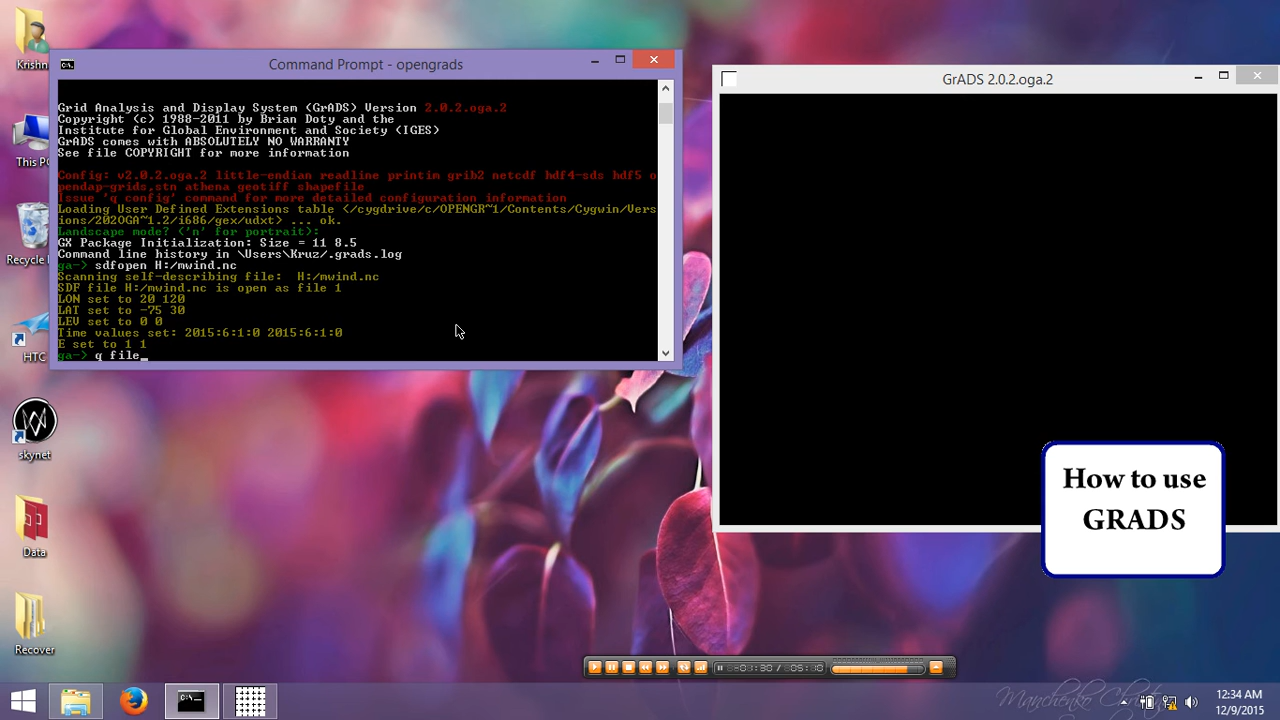 Krishn
This PC
Recycle
HTC
skynet
Data
Recover
Command Prompt - opengrads
Grid Analysis and Display System (GrADS) Version 2.0.2.oga.2
Copyright (c) 1988-2011 by Brian Doty and the
Institute for Global Environment and Society (IGES)
GrADS comes with ABSOLUTELY NO WARRANTY
See file COPYRIGHT for more information
Config: v2.0.2.oga.2 little-endian readline printim grib2 netcdf hdf4-sds hdf5 o
pendap-grids,stn athena geotiff shapefile
Issue 'q config' command for more detailed configuration information
Loading User Defined Extensions table </cygdrive/c/OPENGR~1/Contents/Cygwin/Vers
ions/202OGA~1.2/i686/gex/udxt> ... ok.
Landscape mode? ('n' for portrait):
GX Package Initialization: Size = 11 8.5
Command line history in \Users\Kruz/.grads.log
ga-> sdfopen H:/mwind.nc
Scanning self-describing file:  H:/mwind.nc
SDF file H:/mwind.nc is open as file 1
LON set to 20 120
LAT set to -75 30
LEV set to 0 0
Time values set: 2015:6:1:0 2015:6:1:0
E set to 1 1
ga-> q file
GrADS 2.0.2.oga.2
How to use
GRADS
12:34 AM
12/9/2015